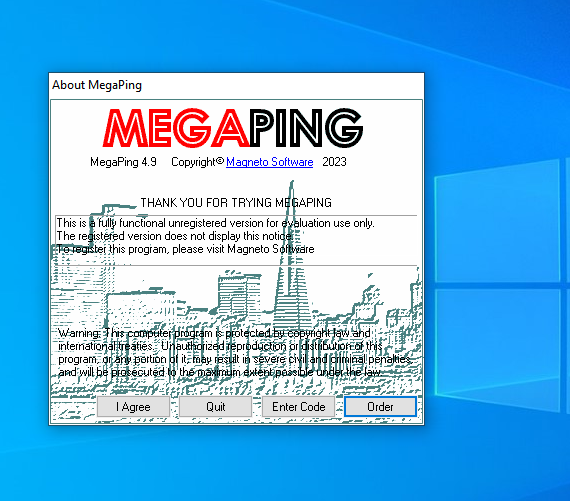 About MegaPing
MEGAPING
MegaPing 4.9 Copyright© Magneto Software 2023
THANK YOU FOR TRYING MEGAPING
This is a fully functional unregistered version for evaluation use only.
The registered version does not display this notice.
To register this program, please visit Magneto Software
Warning: This computer program is protected by copyright law and
international treaties. Unauthorized reproduction or distribution of this
program, or any portion of it, may result in severe civil and criminal penalties,
and will be prosecuted to the maximum extent possible under the law.
I Agree Quit Enter Code Order